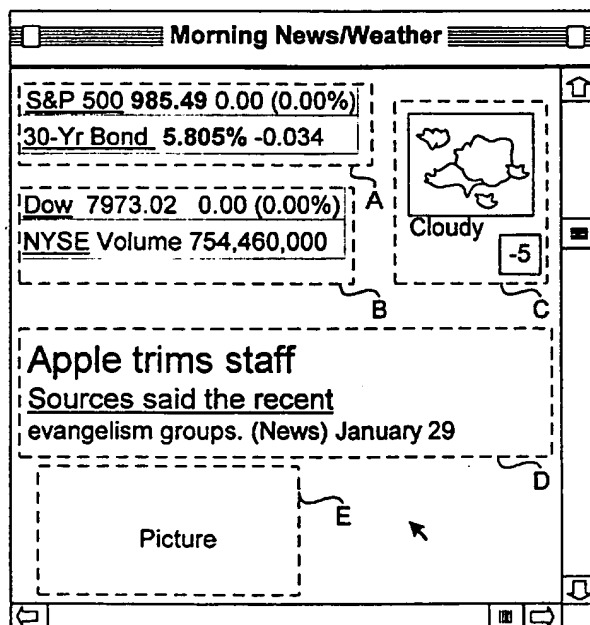 Morning News/Weather
S&P 500 985.49 0.00 (0.00%)
30-Yr Bond 5.805% -0.034
A
Dow 7973.02 0.00 (0.00%)
NYSE Volume 754,460,000
B
Cloudy
-5
C
Apple trims staff
Sources said the recent
evangelism groups. (News) January 29
D
Picture
E